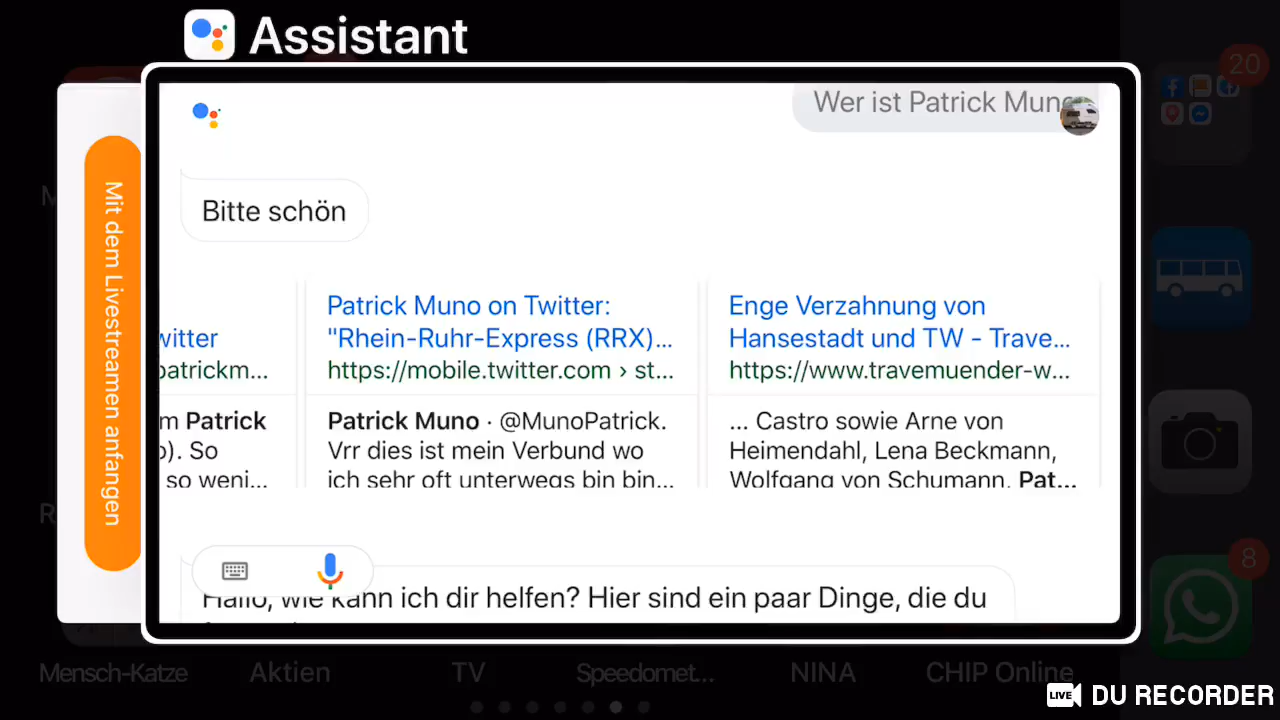 Assistant
20
Wer ist Patrick Muno
Mit dem Livestreamen anfangen
Bitte schön
witter
patrickm...
m Patrick
o). So
so weni...
Patrick Muno on Twitter:
"Rhein-Ruhr-Express (RRX)...
https://mobile.twitter.com › st...
Patrick Muno · @MunoPatrick.
Vrr dies ist mein Verbund wo
ich sehr oft unterwegs bin bin...
Enge Verzahnung von
Hansestadt und TW - Trave...
https://www.travemuender-w...
... Castro sowie Arne von
Heimendahl, Lena Beckmann,
Wolfgang von Schumann, Pat...
Hallo, wie kann ich dir helfen? Hier sind ein paar Dinge, die du
8
Mensch-Katze
Aktien
TV
Speedomet...
NINA
CHIP Online
LIVE DU RECORDER